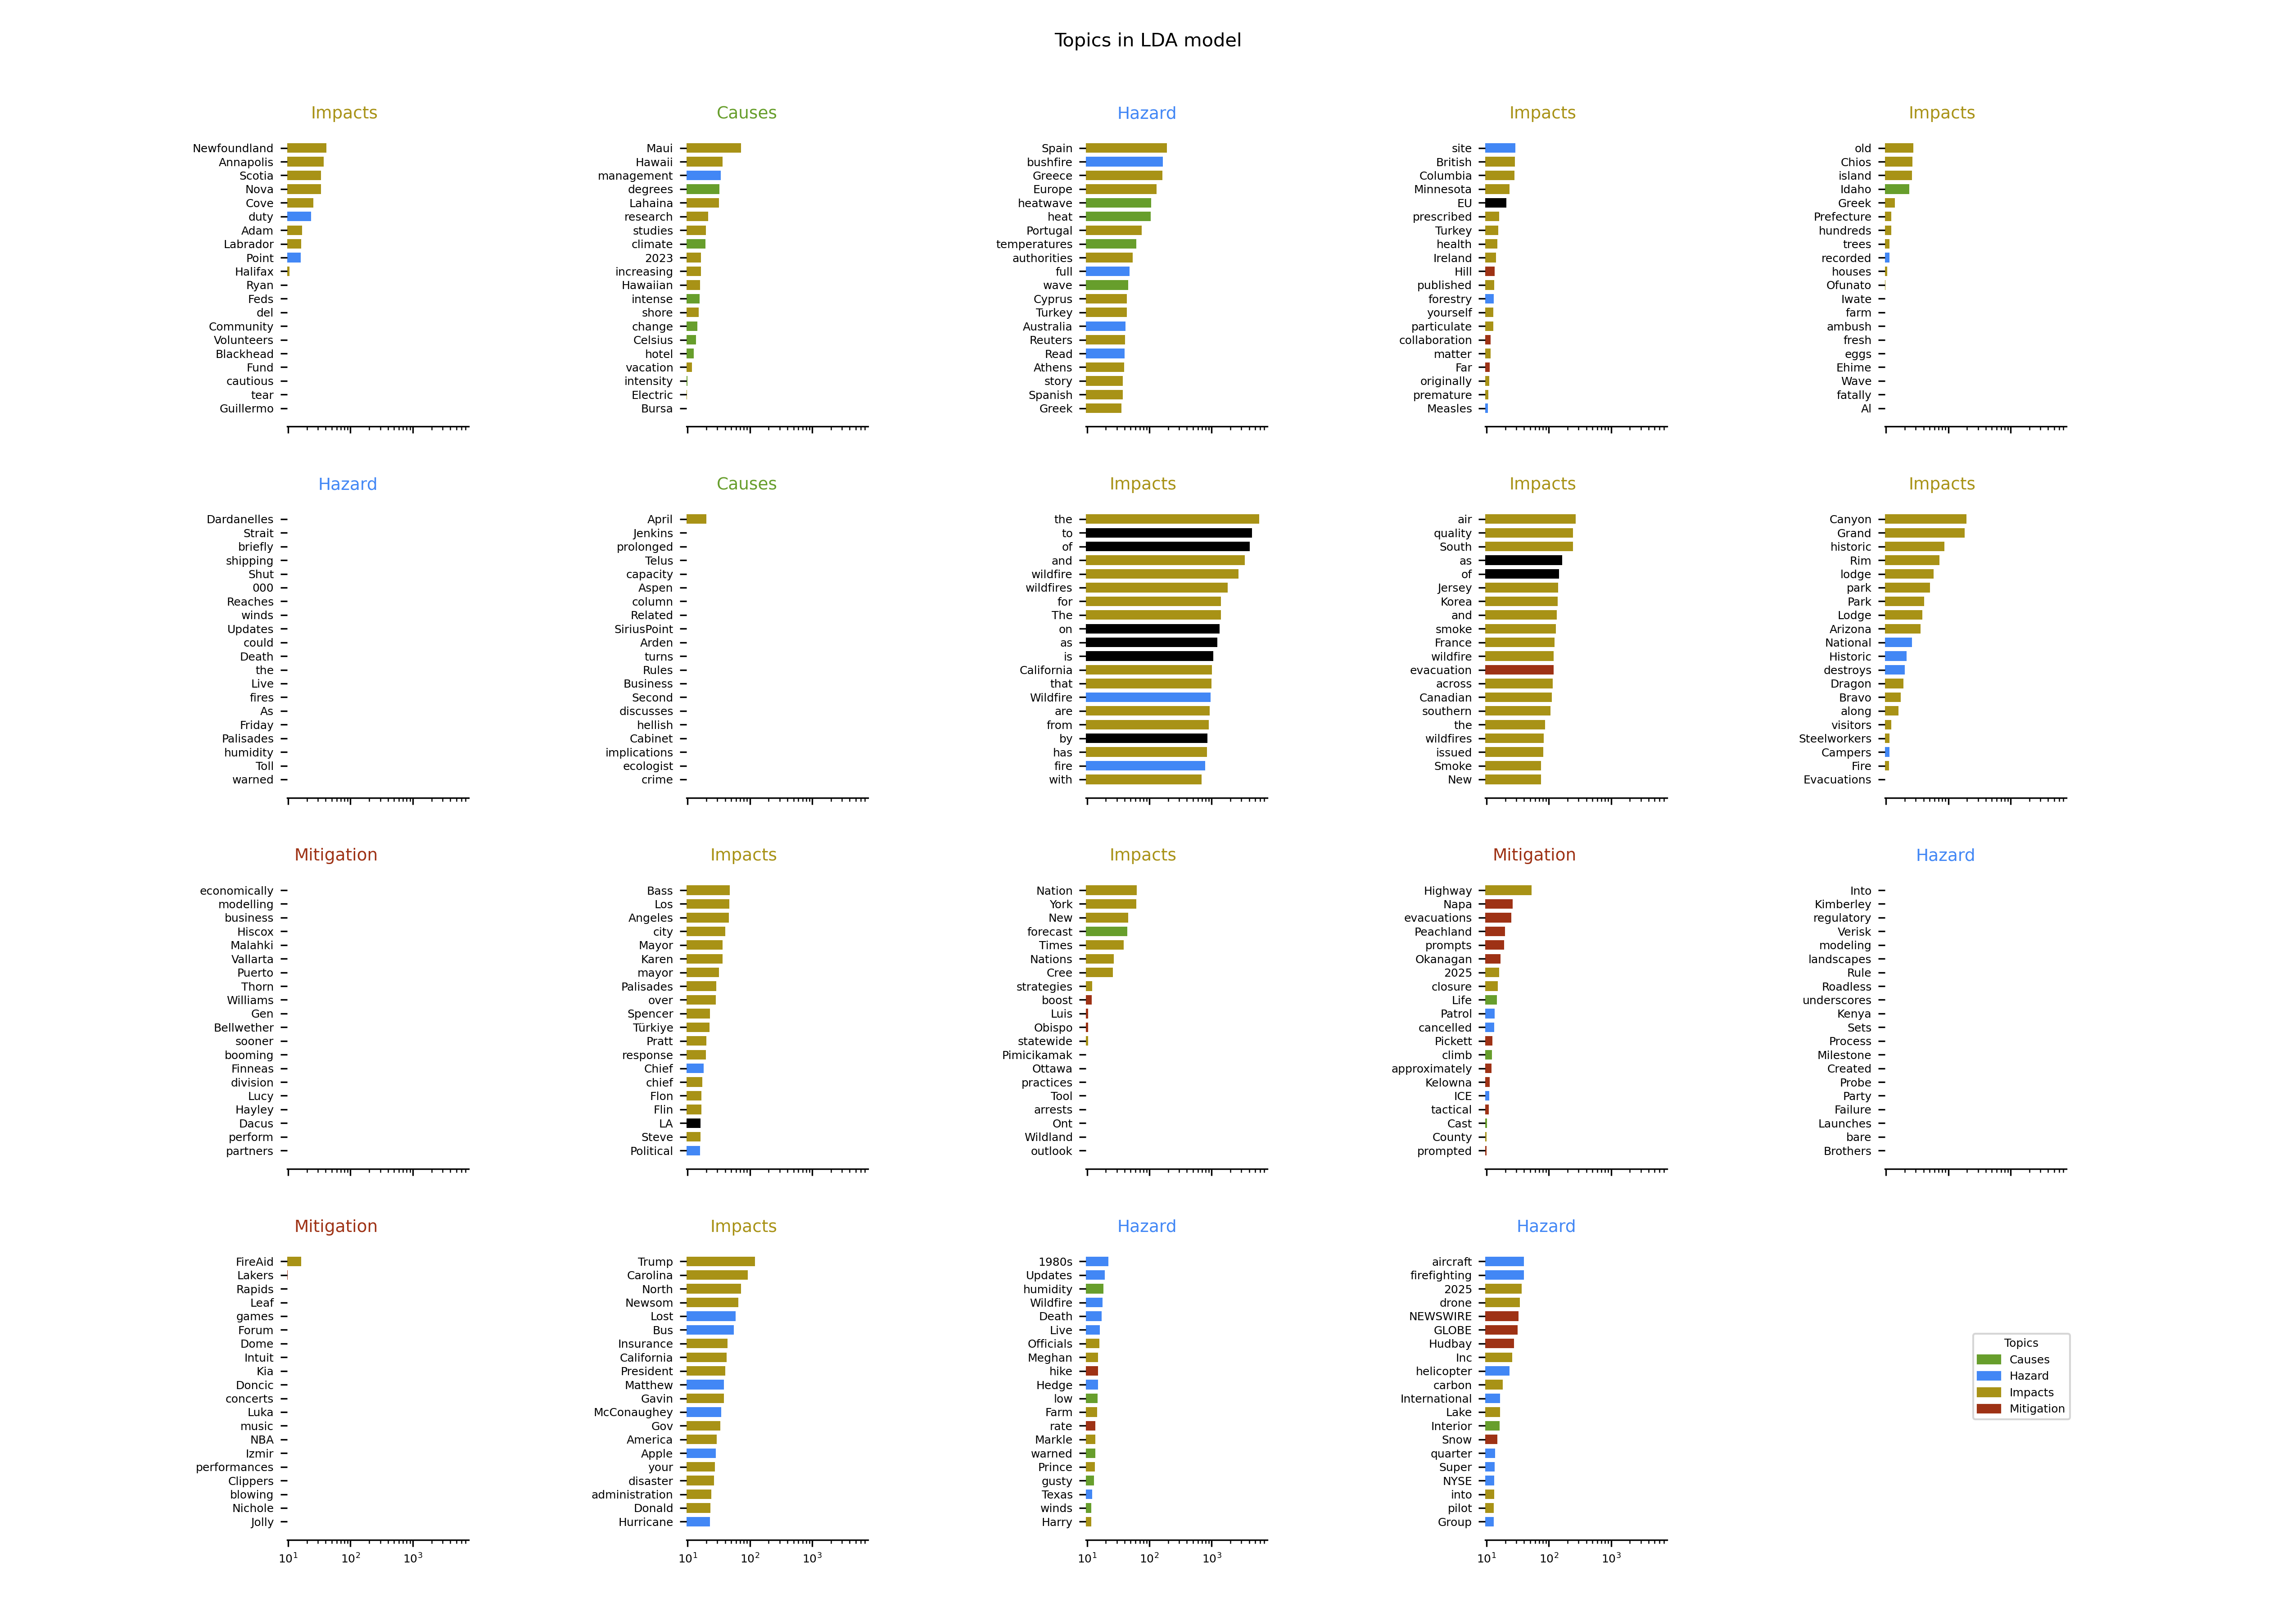 Topics in LDA model
Impacts
Newfoundland
Annapolis
Scotia
Nova
Cove
duty
Adam
Labrador
Point
Halifax
Ryan
Feds
del
Community
Volunteers
Blackhead
Fund
cautious
tear
Guillermo
Causes
Maui
Hawaii
management
degrees
Lahaina
research
studies
climate
2023
increasing
Hawaiian
intense
shore
change
Celsius
hotel
vacation
intensity
Electric
Bursa
Hazard
Spain
bushfire
Greece
Europe
heatwave
heat
Portugal
temperatures
authorities
full
wave
Cyprus
Turkey
Australia
Reuters
Read
Athens
story
Spanish
Greek
Impacts
site
British
Columbia
Minnesota
EU
prescribed
Turkey
health
Ireland
Hill
published
forestry
yourself
particulate
collaboration
matter
Far
originally
premature
Measles
Impacts
old
Chios
island
Idaho
Greek
Prefecture
hundreds
trees
recorded
houses
Ofunato
Iwate
farm
ambush
fresh
eggs
Ehime
Wave
fatally
Al
Hazard
Dardanelles
Strait
briefly
shipping
Shut
000
Reaches
winds
Updates
could
Death
the
Live
fires
As
Friday
Palisades
humidity
Toll
warned
Causes
April
Jenkins
prolonged
Telus
capacity
Aspen
column
Related
SiriusPoint
Arden
turns
Rules
Business
Second
discusses
hellish
Cabinet
implications
ecologist
crime
Impacts
the
to
of
and
wildfire
wildfires
for
The
on
as
is
California
that
Wildfire
are
from
by
has
fire
with
Impacts
air
quality
South
as
of
Jersey
Korea
and
smoke
France
wildfire
evacuation
across
Canadian
southern
the
wildfires
issued
Smoke
New
Impacts
Canyon
Grand
historic
Rim
lodge
park
Park
Lodge
Arizona
National
Historic
destroys
Dragon
Bravo
along
visitors
Steelworkers
Campers
Fire
Evacuations
Mitigation
economically
modelling
business
Hiscox
Malahki
Vallarta
Puerto
Thorn
Williams
Gen
Bellwether
sooner
booming
Finneas
division
Lucy
Hayley
Dacus
perform
partners
Impacts
Bass
Los
Angeles
city
Mayor
Karen
mayor
Palisades
over
Spencer
Türkiye
Pratt
response
Chief
chief
Flon
Flin
LA
Steve
Political
Impacts
Nation
York
New
forecast
Times
Nations
Cree
strategies
boost
Luis
Obispo
statewide
Pimicikamak
Ottawa
practices
Tool
arrests
Ont
Wildland
outlook
Mitigation
Highway
Napa
evacuations
Peachland
prompts
Okanagan
2025
closure
Life
Patrol
cancelled
Pickett
climb
approximately
Kelowna
ICE
tactical
Cast
County
prompted
Hazard
Into
Kimberley
regulatory
Verisk
modeling
landscapes
Rule
Roadless
underscores
Kenya
Sets
Process
Milestone
Created
Probe
Party
Failure
Launches
bare
Brothers
Mitigation
FireAid
Lakers
Rapids
Leaf
games
Forum
Dome
Intuit
Kia
Doncic
concerts
Luka
music
NBA
Izmir
performances
Clippers
blowing
Nichole
Jolly
10¹ 10² 10³
Impacts
Trump
Carolina
North
Newsom
Lost
Bus
Insurance
California
President
Matthew
Gavin
McConaughey
Gov
America
Apple
your
disaster
administration
Donald
Hurricane
10¹ 10² 10³
Hazard
1980s
Updates
humidity
Wildfire
Death
Live
Officials
Meghan
hike
Hedge
low
Farm
rate
Markle
warned
Prince
gusty
Texas
winds
Harry
10¹ 10² 10³
Hazard
aircraft
firefighting
2025
drone
NEWSWIRE
GLOBE
Hudbay
Inc
helicopter
carbon
International
Lake
Interior
Snow
quarter
Super
NYSE
into
pilot
Group
10¹ 10² 10³
Topics
Causes
Hazard
Impacts
Mitigation